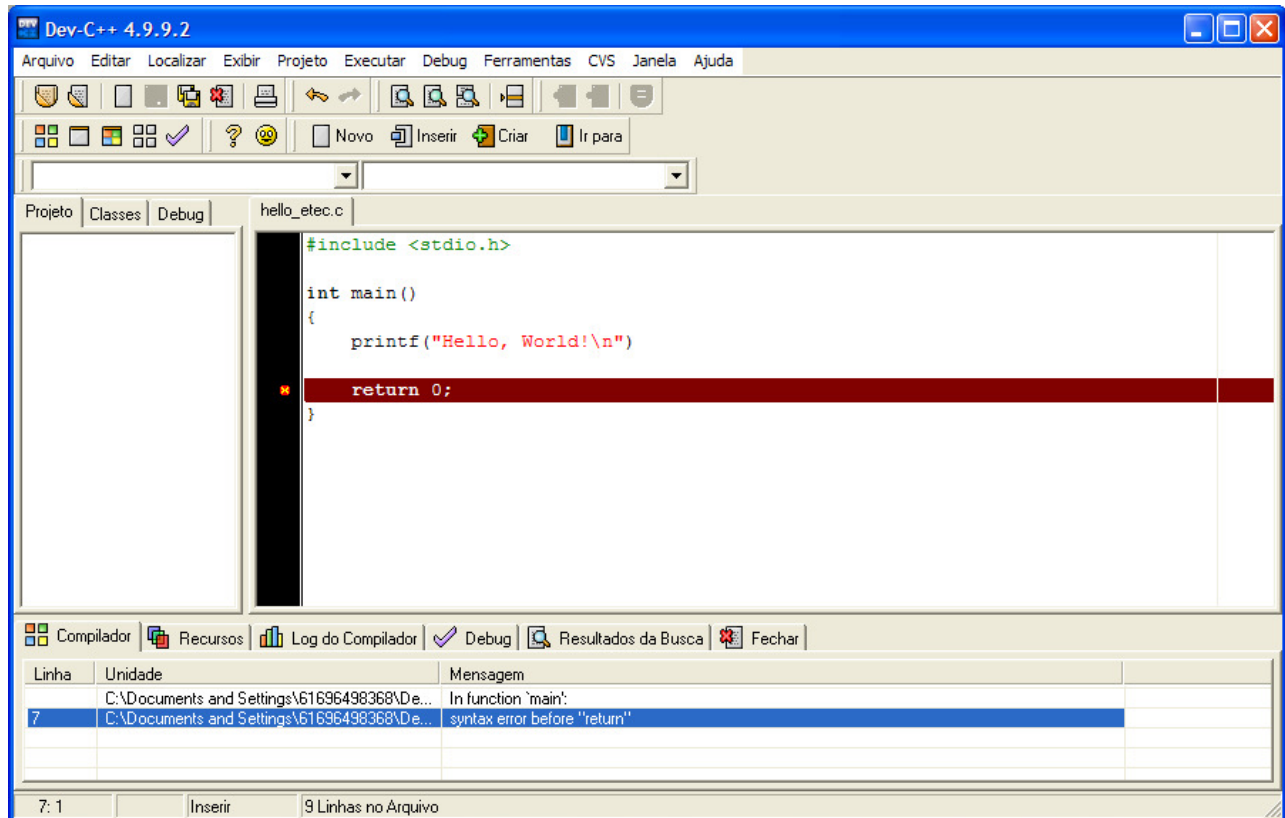 Dev-C++ 4.9.9.2
Arquivo Editar Localizar Exibir Projeto Executar Debug Ferramentas CVS Janela Ajuda
Novo Inserir Criar Ir para
Projeto Classes Debug hello_etec.c
#include <stdio.h>
int main()
{
printf("Hello, World!\n")
return 0;
}
Compilador Recursos Log do Compilador Debug Resultados da Busca Fechar
Linha Unidade Mensagem
C:\Documents and Settings\61696498368\De... In function `main':
7 C:\Documents and Settings\61696498368\De... syntax error before "return"
7: 1 Inserir 9 Linhas no Arquivo